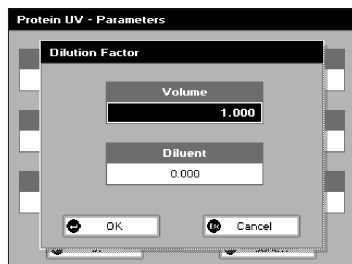 Protein UV - Parameters
Dilution Factor
Volume
1.000
Diluent
0.000
OK
Cancel